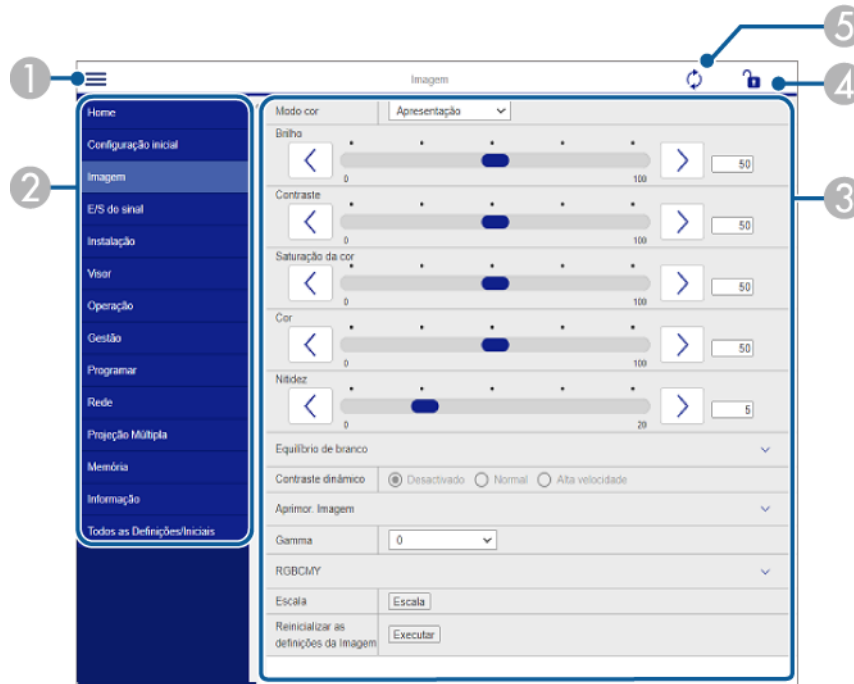 5
1
Imagem
4
Home
Configuração inicial
2
Imagem
E/S do sinal
Instalação
Visor
Operação
Gestão
Programar
Rede
Projeção Múltipla
Memória
Informação
Todos as Definições/Iniciais
3
Modo cor Apresentação
Brilho
0 100 50
Contraste
0 100 50
Saturação da cor
0 100 50
Cor
0 100 50
Nitidez
0 20 5
Equilíbrio de branco
Contraste dinâmico Desactivado Normal Alta velocidade
Aprimor. Imagem
Gamma 0
RGBCMY
Escala Escala
Reinicializar as
definições da Imagem Executar